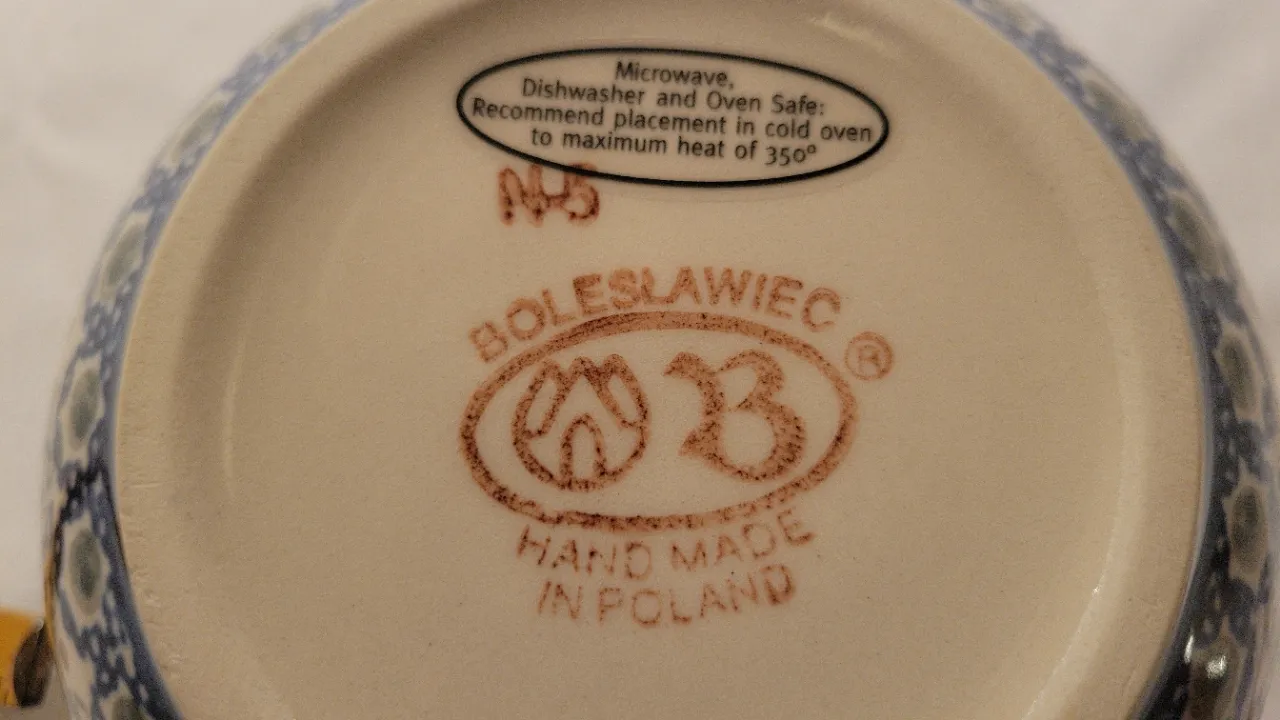 Microwave,
Dishwasher and Oven Safe:
Recommend placement in cold oven
to maximum heat of 350°
BOLESŁAWIEC ®
B
HAND MADE
IN POLAND